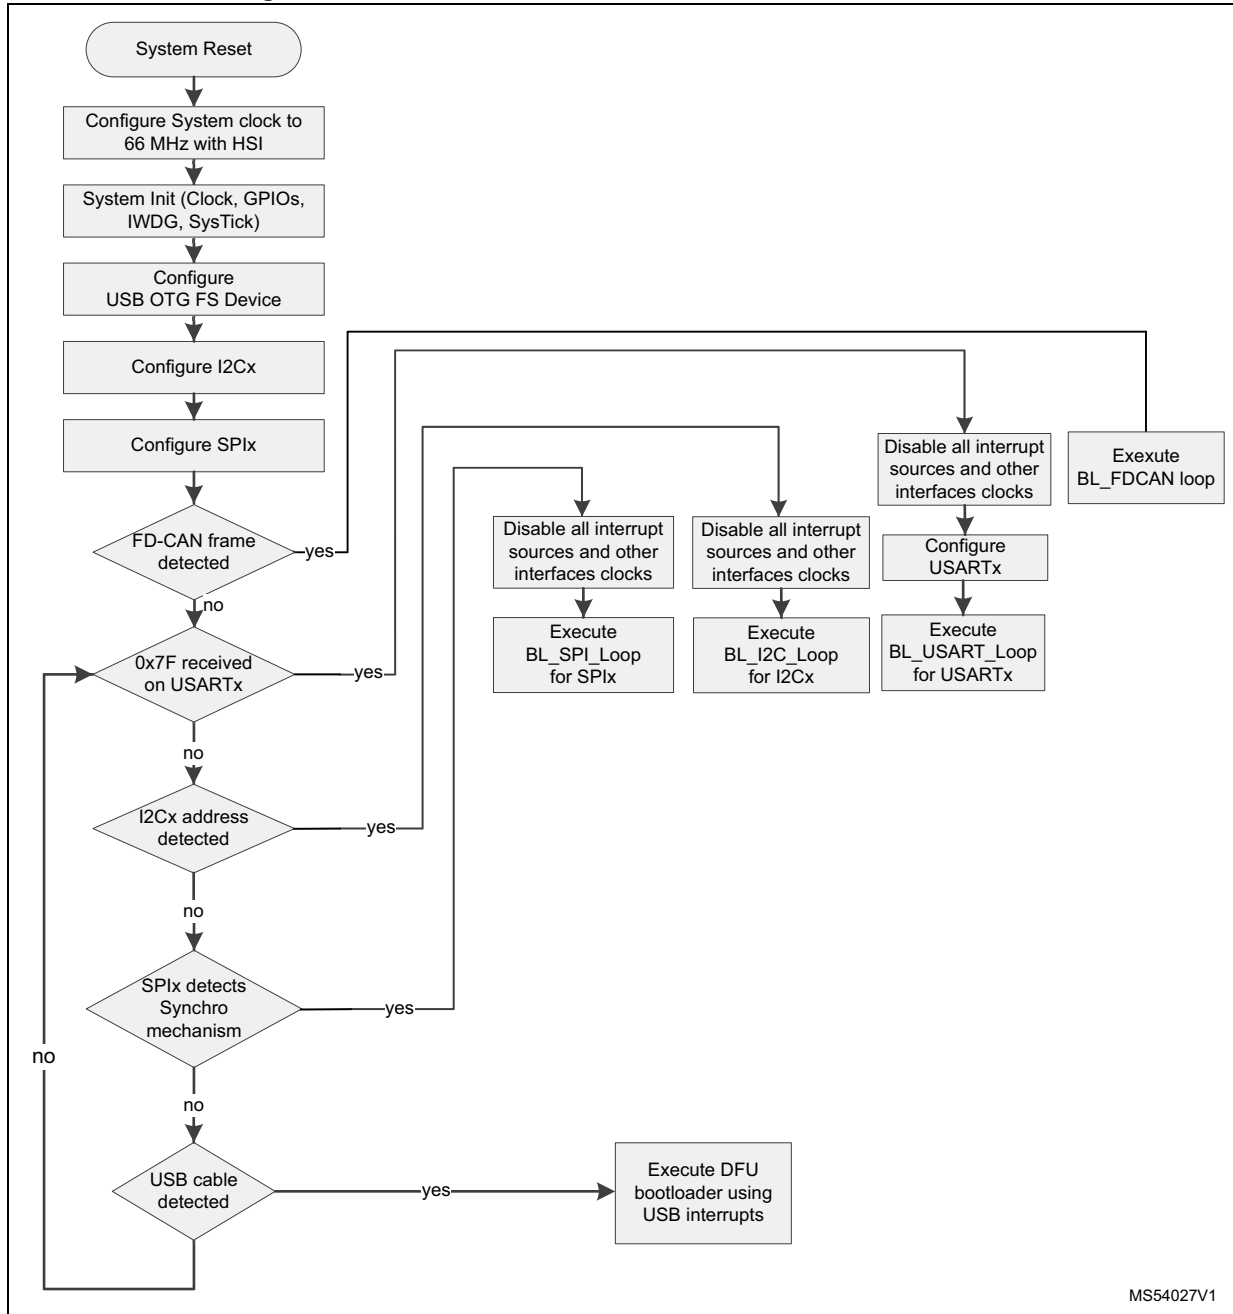 System Reset
Configure System clock to
66 MHz with HSI
System Init (Clock, GPIOs,
IWDG, SysTick)
Configure
USB OTG FS Device
Configure I2Cx
Configure SPIx
FD-CAN frame
detected
yes
no
0x7F received
on USARTx
yes
no
I2Cx address
detected
yes
no
SPIx detects
Synchro
mechanism
yes
no
no
USB cable
detected
yes
Disable all interrupt
sources and other
interfaces clocks
Execute
BL_SPI_Loop
for SPIx
Disable all interrupt
sources and other
interfaces clocks
Execute
BL_I2C_Loop
for I2Cx
Disable all interrupt
sources and other
interfaces clocks
Configure
USARTx
Execute
BL_USART_Loop
for USARTx
Exexute
BL_FDCAN loop
Execute DFU
bootloader using
USB interrupts
MS54027V1